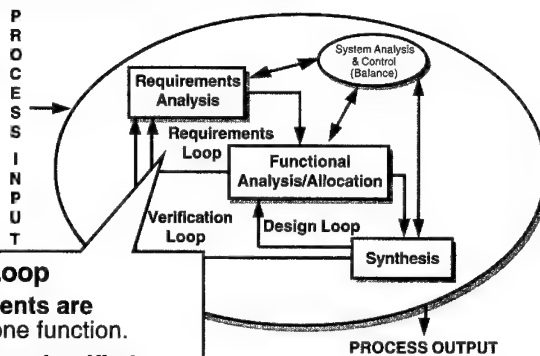 PROCESS INPUT
System Analysis
& Control
(Balance)
Requirements
Analysis
Requirements
Loop
Functional
Analysis/Allocation
Verification
Loop
Design Loop
Synthesis
oop
ents are
one function.
PROCESS OUTPUT